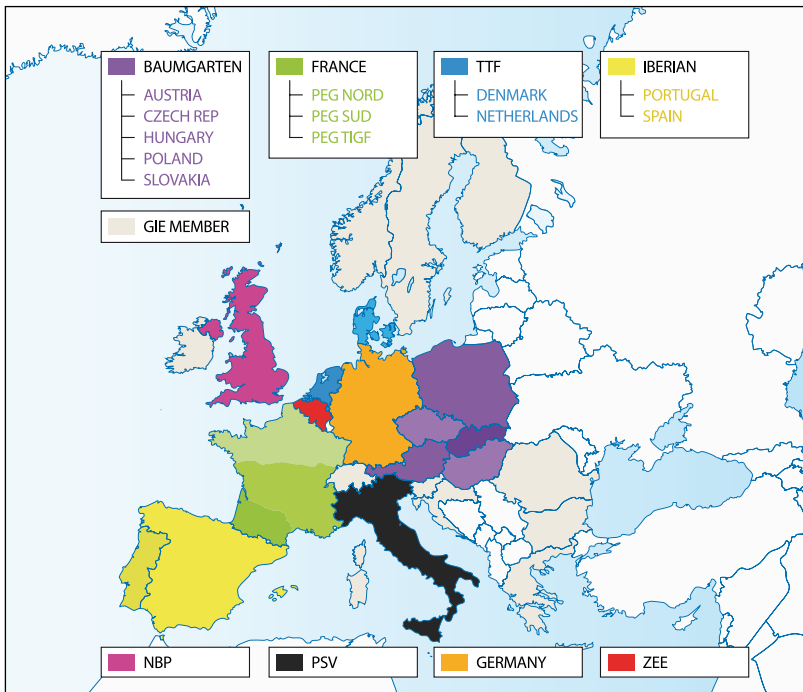 BAUMGARTEN
AUSTRIA
CZECH REP
HUNGARY
POLAND
SLOVAKIA
FRANCE
PEG NORD
PEG SUD
PEG TIGF
TTF
DENMARK
NETHERLANDS
IBERIAN
PORTUGAL
SPAIN
GIE MEMBER
NBP
PSV
GERMANY
ZEE